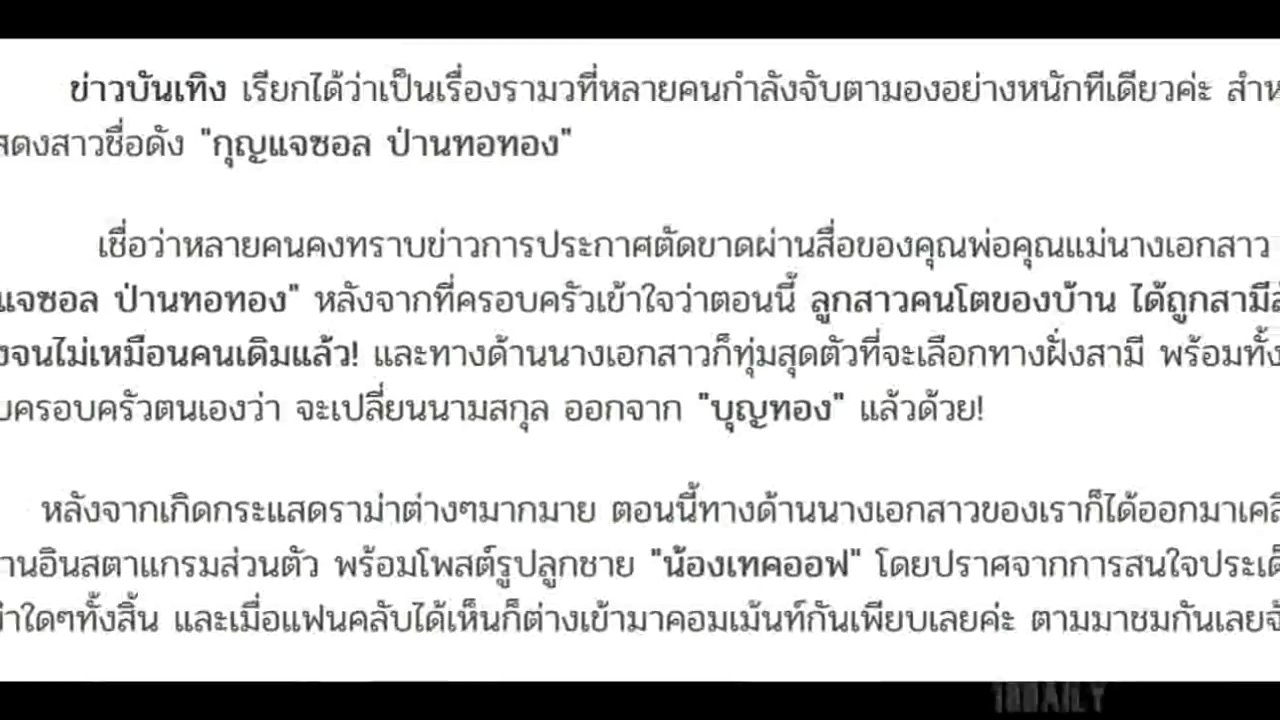 ข่าวบันเทิง เรียกได้ว่าเป็นเรื่องรามวที่หลายคนกำลังจับตามองอย่างหนักทีเดียวค่ะ สำห
สดงสาวชื่อดัง "กุญแจซอล ป่านทอทอง"
เชื่อว่าหลายคนคงทราบข่าวการประกาศตัดขาดผ่านสื่อของคุณพ่อคุณแม่นางเอกสาว
แจซอล ป่านทอทอง" หลังจากที่ครอบครัวเข้าใจว่าตอนนี้ ลูกสาวคนโตของบ้าน ได้ถูกสามีส
งจนไม่เหมือนคนเดิมแล้ว! และทางด้านนางเอกสาวก็ทุ่มสุดตัวที่จะเลือกทางฝั่งสามี พร้อมทั้ง
บครอบครัวตนเองว่า จะเปลี่ยนนามสกุล ออกจาก "บุญทอง" แล้วด้วย!
หลังจากเกิดกระแสดราม่าต่างๆมากมาย ตอนนี้ทางด้านนางเอกสาวของเราก็ได้ออกมาเคลื
านอินสตาแกรมส่วนตัว พร้อมโพสต์รูปลูกชาย "น้องเทคออฟ" โดยปราศจากการสนใจประเด็
ม่าใดๆทั้งสิ้น และเมื่อแฟนคลับได้เห็นก็ต่างเข้ามาคอมเม้นท์กันเพียบเลยค่ะ ตามมาชมกันเลยจ้